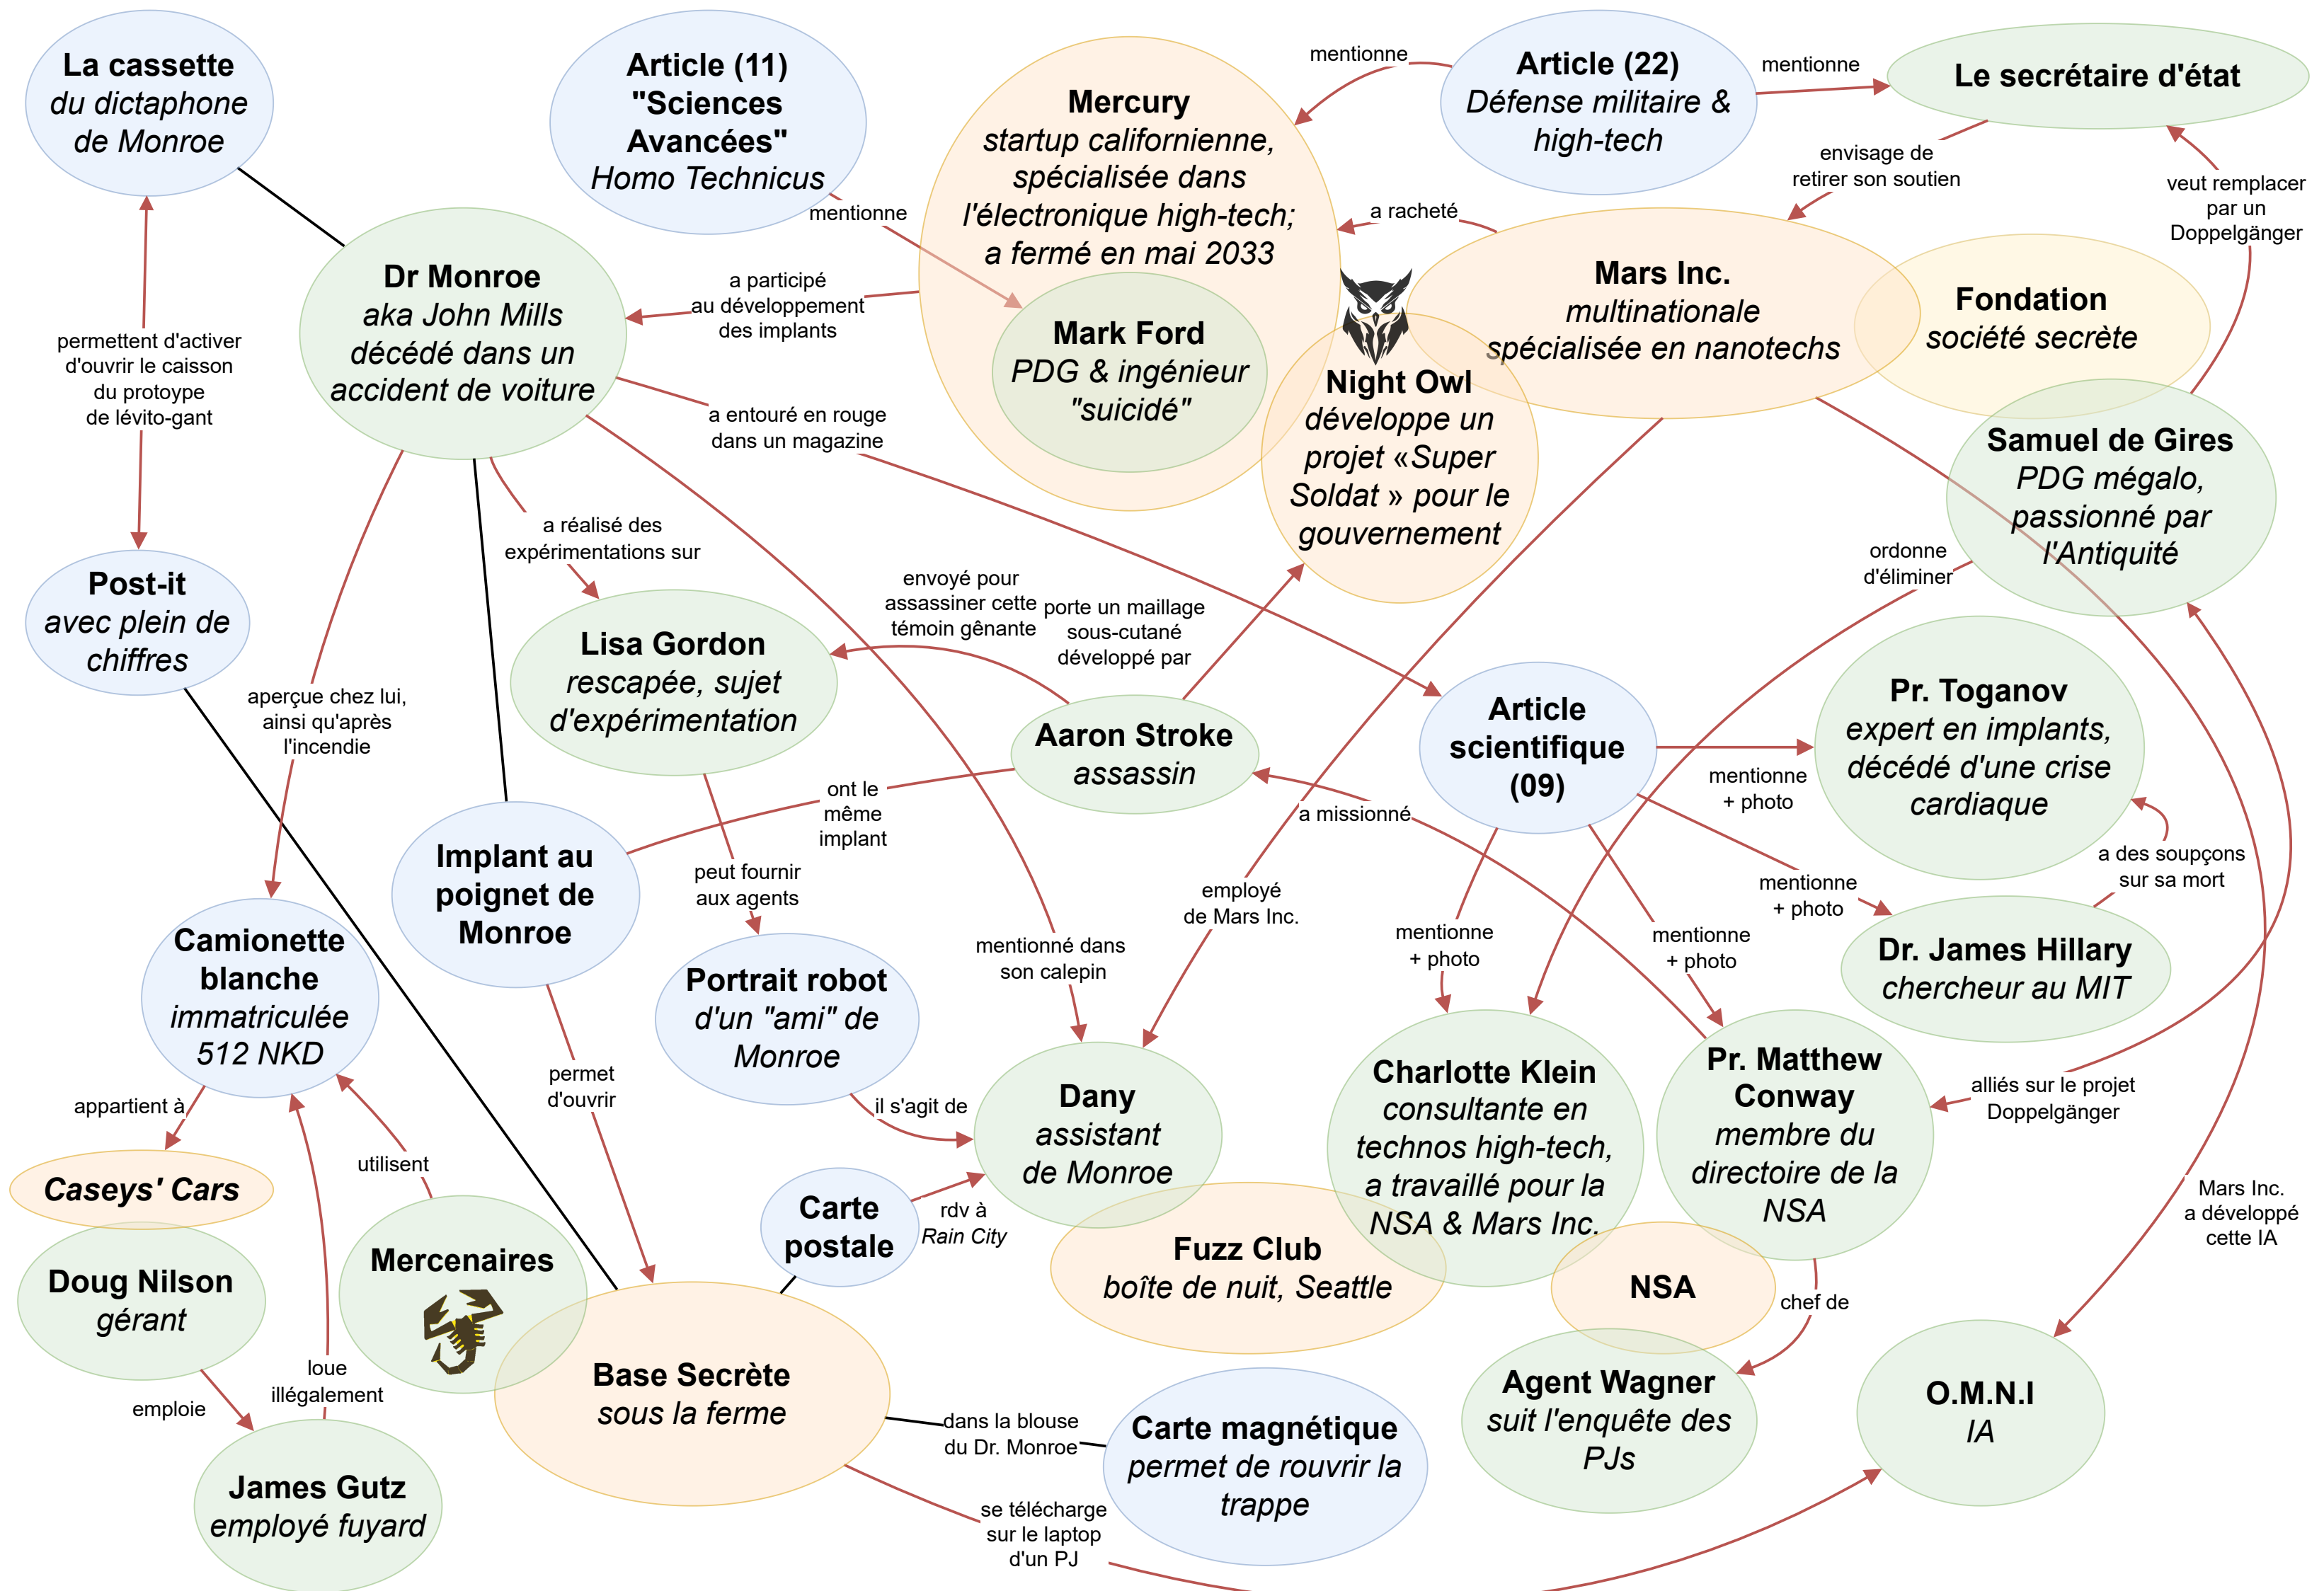 La cassette
du dictaphone
de Monroe
Article (11)
"Sciences
Avancées"
Homo Technicus
mentionne
Mercury
startup californienne,
spécialisée dans
l'électronique high-tech;
a fermé en mai 2033
mentionne
Article (22)
Défense militaire &
high-tech
mentionne
Le secrétaire d'état
envisage de
retirer son soutien
veut remplacer
par un
Doppelgänger
a racheté
Mars Inc.
multinationale
spécialisée en nanotechs
Fondation
société secrète
Dr Monroe
aka John Mills
décédé dans un
accident de voiture
a participé
au développement
des implants
Mark Ford
PDG & ingénieur
"suicidé"
Night Owl
développe un
projet «Super
Soldat » pour le
gouvernement
Samuel de Gires
PDG mégalo,
passionné par
l'Antiquité
permettent d'activer
d'ouvrir le caisson
du protoype
de lévito-gant
a entouré en rouge
dans un magazine
a réalisé des
expérimentations sur
ordonne
d'éliminer
Post-it
avec plein de
chiffres
envoyé pour
assassiner cette
témoin gênante
porte un maillage
sous-cutané
développé par
Lisa Gordon
rescapée, sujet
d'expérimentation
aperçue chez lui,
ainsi qu'après
l'incendie
Aaron Stroke
assassin
Article
scientifique
(09)
Pr. Toganov
expert en implants,
décédé d'une crise
cardiaque
mentionne
+ photo
ont le
même
implant
a missionné
Implant au
poignet de
Monroe
peut fournir
aux agents
employé
de Mars Inc.
a des soupçons
sur sa mort
mentionne
+ photo
mentionne
+ photo
mentionne
+ photo
Dr. James Hillary
chercheur au MIT
Camionette
blanche
immatriculée
512 NKD
Portrait robot
d'un "ami" de
Monroe
mentionné dans
son calepin
permet
d'ouvrir
appartient à
utilisent
il s'agit de
Dany
assistant
de Monroe
Charlotte Klein
consultante en
technos high-tech,
a travaillé pour la
NSA & Mars Inc.
Pr. Matthew
Conway
membre du
directoire de la
NSA
alliés sur le projet
Doppelgänger
Caseys' Cars
Carte
postale
rdv à
Rain City
Mars Inc.
a développé
cette IA
Doug Nilson
gérant
Mercenaires
Fuzz Club
boîte de nuit, Seattle
NSA
chef de
emploie
loue
illégalement
Base Secrète
sous la ferme
dans la blouse
du Dr. Monroe
Carte magnétique
permet de rouvrir la
trappe
Agent Wagner
suit l'enquête des
PJs
O.M.N.I
IA
James Gutz
employé fuyard
se télécharge
sur le laptop
d'un PJ